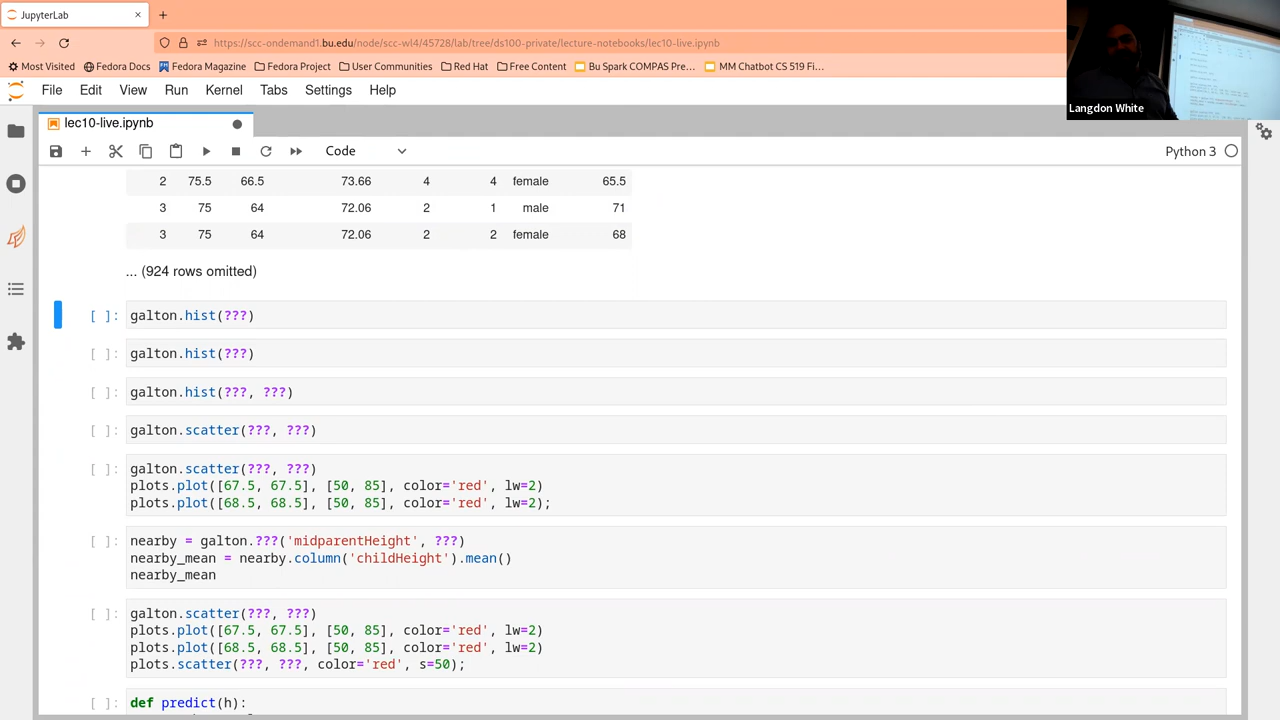 JupyterLab
https://scc-ondemand1.bu.edu/node/scc-wl4/45728/lab/tree/ds100-private/lecture-notebooks/lec10-live.ipynb
Most Visited Fedora Docs Fedora Magazine Fedora Project User Communities Red Hat Free Content Bu Spark COMPAS Pre... MM Chatbot CS 519 Fi...
Langdon White
File Edit View Run Kernel Tabs Settings Help
lec10-live.ipynb
Code Python 3
2 75.5 66.5 73.66 4 4 female 65.5
3 75 64 72.06 2 1 male 71
3 75 64 72.06 2 2 female 68
... (924 rows omitted)
[ ]: galton.hist(???)
[ ]: galton.hist(???)
[ ]: galton.hist(???, ???)
[ ]: galton.scatter(???, ???)
[ ]: galton.scatter(???, ???)
plots.plot([67.5, 67.5], [50, 85], color='red', lw=2)
plots.plot([68.5, 68.5], [50, 85], color='red', lw=2);
[ ]: nearby = galton.???('midparentHeight', ???)
nearby_mean = nearby.column('childHeight').mean()
nearby_mean
[ ]: galton.scatter(???, ???)
plots.plot([67.5, 67.5], [50, 85], color='red', lw=2)
plots.plot([68.5, 68.5], [50, 85], color='red', lw=2)
plots.scatter(???, ???, color='red', s=50);
[ ]: def predict(h):